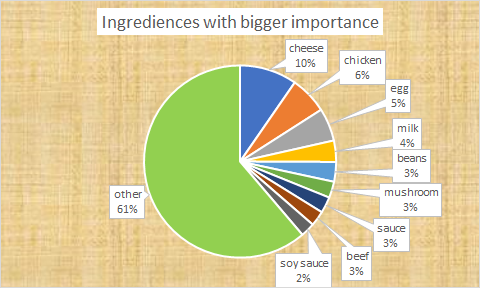 Ingrediences with bigger importance
cheese
10%
chicken
6%
egg
5%
milk
4%
beans
3%
mushroom
3%
sauce
3%
beef
3%
soy sauce
2%
other
61%